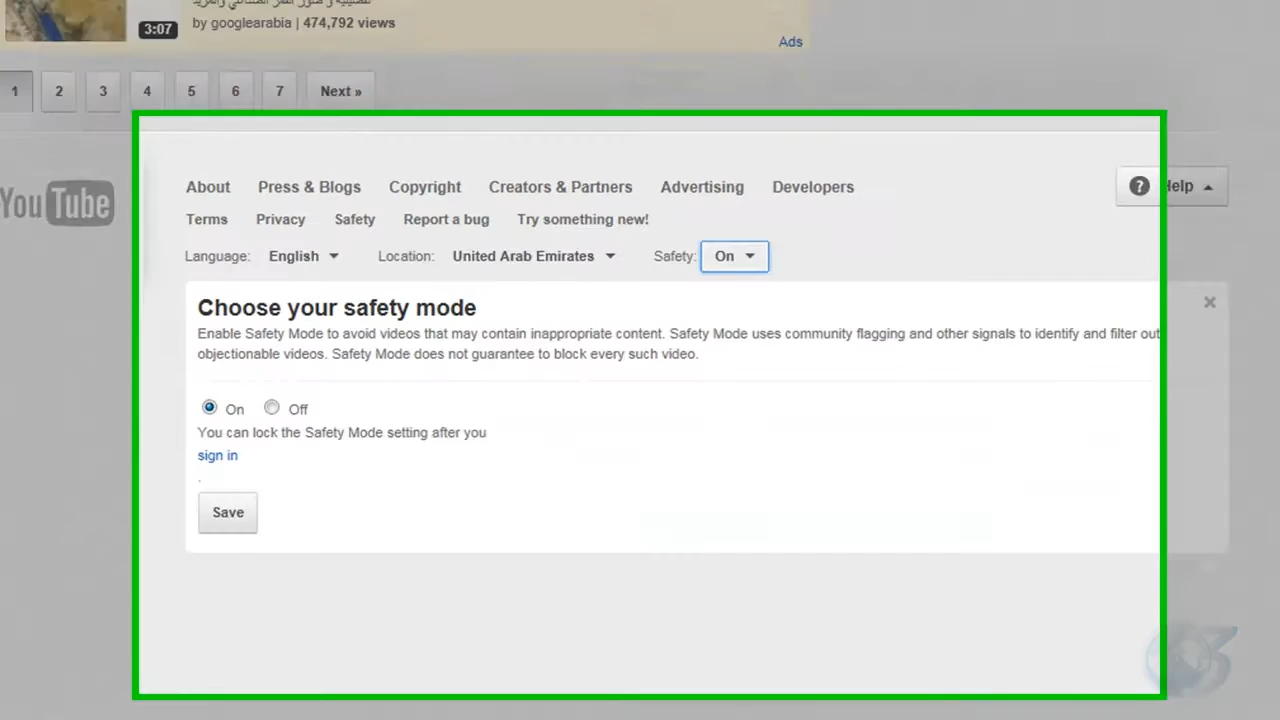 3:07
by googlearabia | 474,792 views
Ads
1 2 3 4 5 6 7 Next »
YouTube
About Press & Blogs Copyright Creators & Partners Advertising Developers
? Help
Terms Privacy Safety Report a bug Try something new!
Language: English Location: United Arab Emirates Safety: On
Choose your safety mode
Enable Safety Mode to avoid videos that may contain inappropriate content. Safety Mode uses community flagging and other signals to identify and filter out
objectionable videos. Safety Mode does not guarantee to block every such video.
On Off
You can lock the Safety Mode setting after you
sign in
.
Save